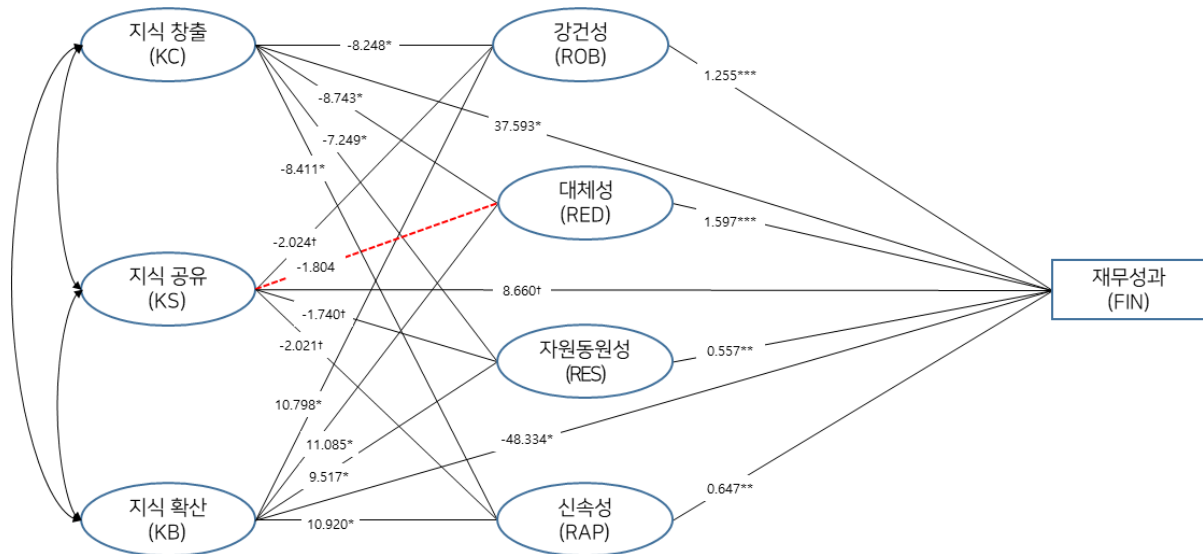 지식 창출
(KC)
강건성
(ROB)
-8.248*
1.255***
-8.743*
37.593*
-7.249*
-8.411*
대체성
(RED)
1.597***
-2.024†
-1.804
지식 공유
(KS)
8.660†
재무성과
(FIN)
-1.740†
-2.021†
자원동원성
(RES)
0.557**
10.798*
11.085*
-48.334*
9.517*
0.647**
지식 확산
(KB)
10.920*
신속성
(RAP)